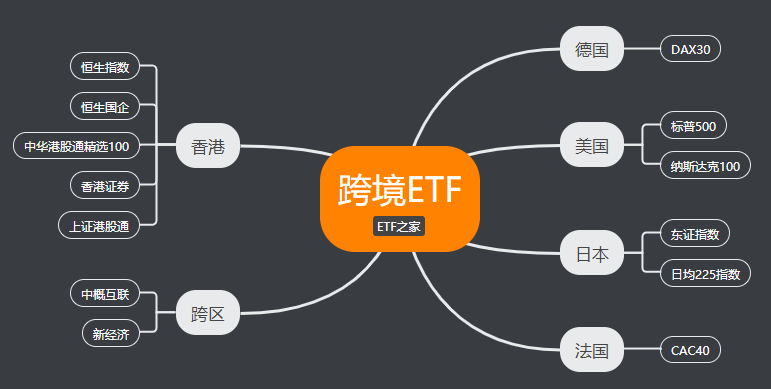 跨境ETF
ETF之家
香港
恒生指数
恒生国企
中华港股通精选100
香港证券
上证港股通
跨区
中概互联
新经济
德国
DAX30
美国
标普500
纳斯达克100
日本
东证指数
日均225指数
法国
CAC40